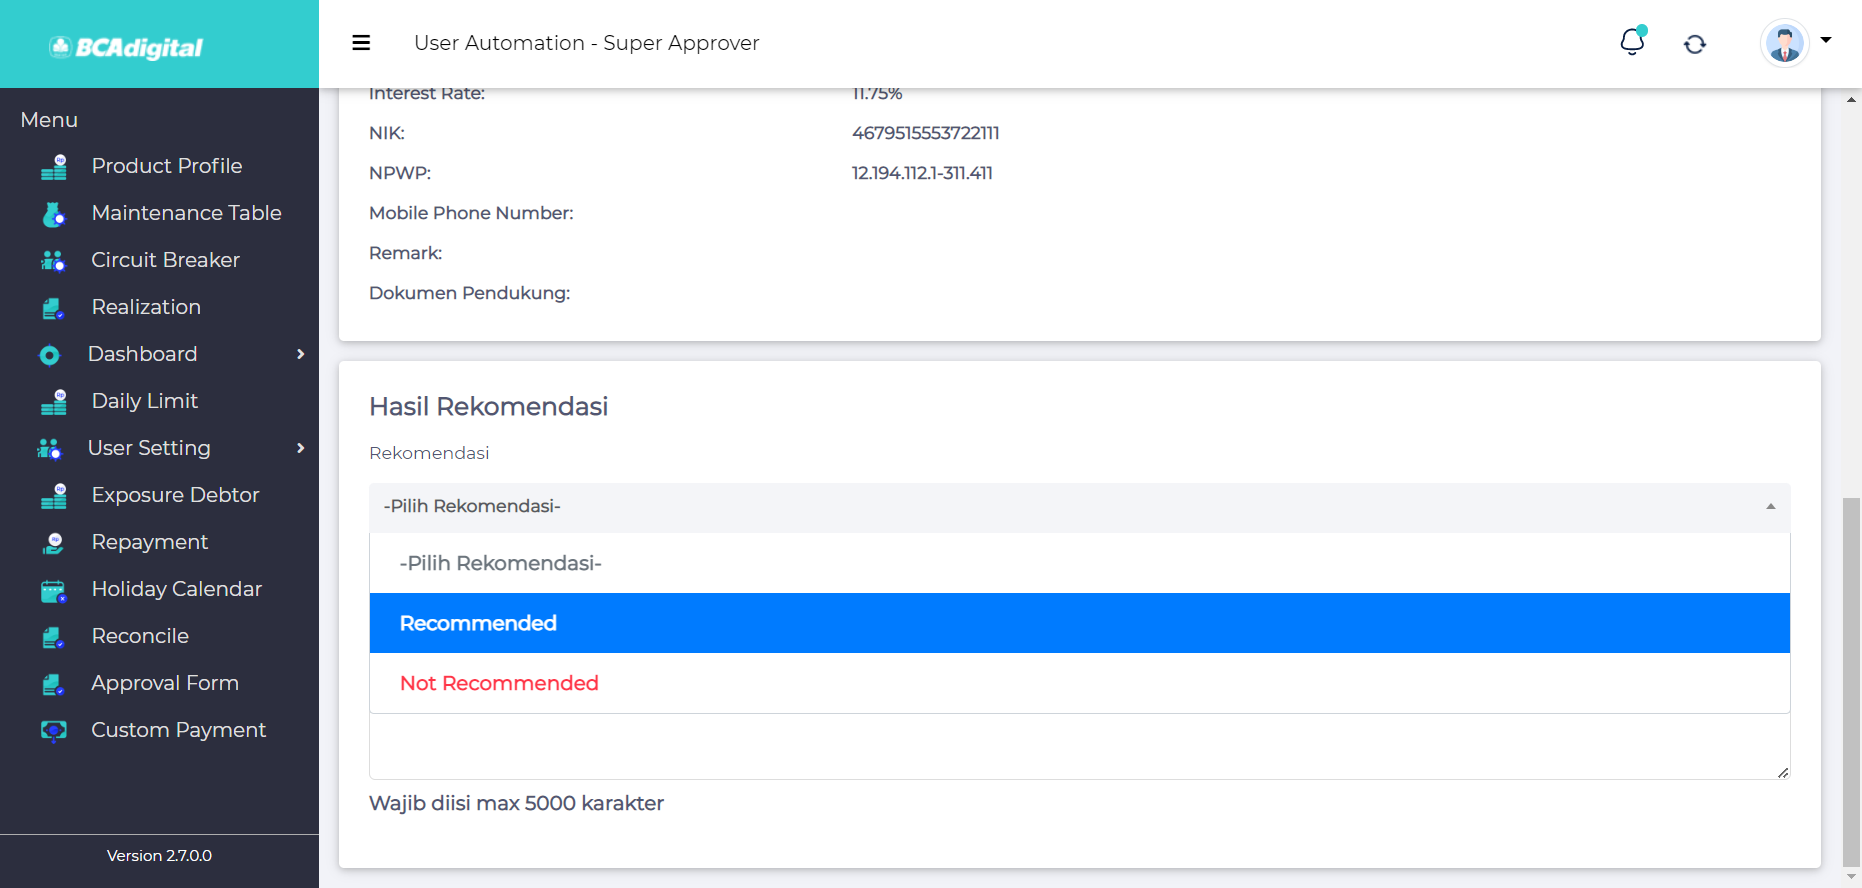 BCAdigital
User Automation - Super Approver
Menu
Product Profile
Maintenance Table
Circuit Breaker
Realization
Dashboard
Daily Limit
User Setting
Exposure Debtor
Repayment
Holiday Calendar
Reconcile
Approval Form
Custom Payment
Version 2.7.0.0
Interest Rate: 11.75%
NIK: 4679515553722111
NPWP: 12.194.112.1-311.411
Mobile Phone Number:
Remark:
Dokumen Pendukung:
Hasil Rekomendasi
Rekomendasi
-Pilih Rekomendasi-
-Pilih Rekomendasi-
Recommended
Not Recommended
Wajib diisi max 5000 karakter